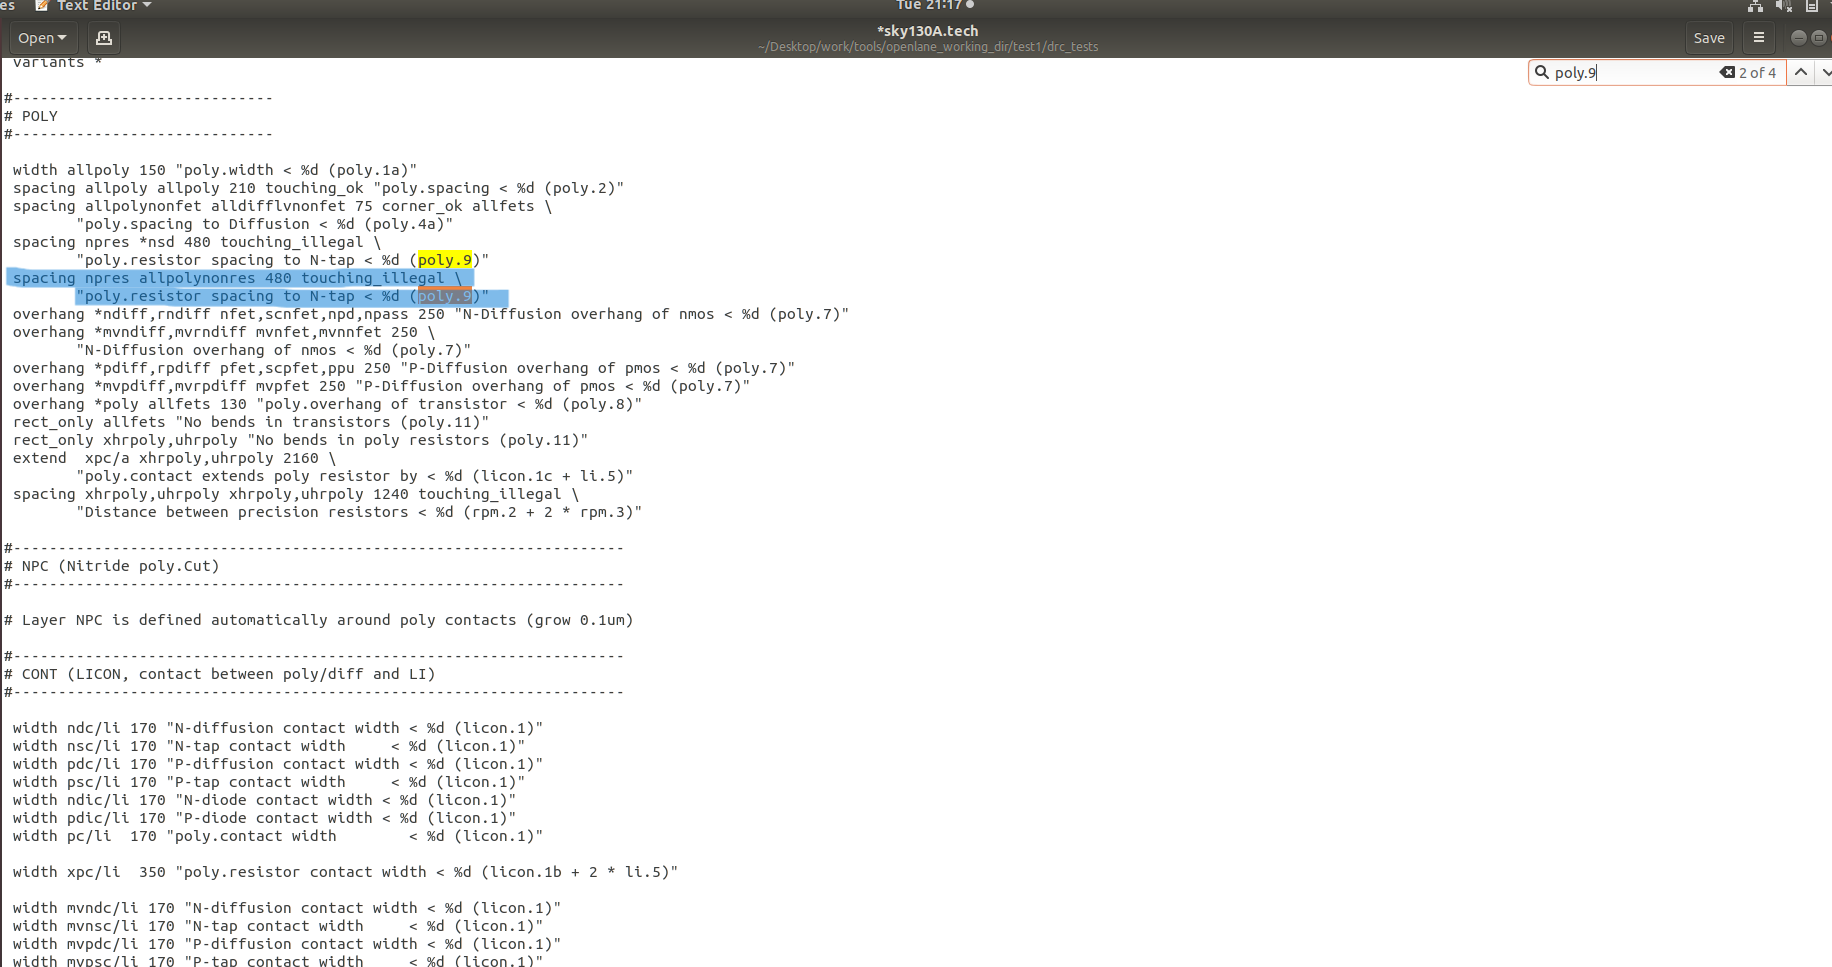 es Text Editor Tue 21:17
Open *sky130A.tech Save
~/Desktop/work/tools/openlane_working_dir/test1/drc_tests
variants *
poly.9 2 of 4
#-----------------------------
# POLY
#-----------------------------
width allpoly 150 "poly.width < %d (poly.1a)"
spacing allpoly allpoly 210 touching_ok "poly.spacing < %d (poly.2)"
spacing allpolynonfet alldifflvnonfet 75 corner_ok allfets \
"poly.spacing to Diffusion < %d (poly.4a)"
spacing npres *nsd 480 touching_illegal \
"poly.resistor spacing to N-tap < %d (poly.9)"
spacing npres allpolynonres 480 touching_illegal \
"poly.resistor spacing to N-tap < %d (poly.9)"
overhang *ndiff,rndiff nfet,scnfet,npd,npass 250 "N-Diffusion overhang of nmos < %d (poly.7)"
overhang *mvndiff,mvrndiff mvnfet,mvnnfet 250 \
"N-Diffusion overhang of nmos < %d (poly.7)"
overhang *pdiff,rpdiff pfet,scpfet,ppu 250 "P-Diffusion overhang of pmos < %d (poly.7)"
overhang *mvpdiff,mvrpdiff mvpfet 250 "P-Diffusion overhang of pmos < %d (poly.7)"
overhang *poly allfets 130 "poly.overhang of transistor < %d (poly.8)"
rect_only allfets "No bends in transistors (poly.11)"
rect_only xhrpoly,uhrpoly "No bends in poly resistors (poly.11)"
extend  xpc/a xhrpoly,uhrpoly 2160 \
"poly.contact extends poly resistor by < %d (licon.1c + li.5)"
spacing xhrpoly,uhrpoly xhrpoly,uhrpoly 1240 touching_illegal \
"Distance between precision resistors < %d (rpm.2 + 2 * rpm.3)"
#--------------------------------------------------------------------
# NPC (Nitride poly.Cut)
#--------------------------------------------------------------------
# Layer NPC is defined automatically around poly contacts (grow 0.1um)
#--------------------------------------------------------------------
# CONT (LICON, contact between poly/diff and LI)
#--------------------------------------------------------------------
width ndc/li 170 "N-diffusion contact width < %d (licon.1)"
width nsc/li 170 "N-tap contact width     < %d (licon.1)"
width pdc/li 170 "P-diffusion contact width < %d (licon.1)"
width psc/li 170 "P-tap contact width     < %d (licon.1)"
width ndic/li 170 "N-diode contact width < %d (licon.1)"
width pdic/li 170 "P-diode contact width < %d (licon.1)"
width pc/li  170 "poly.contact width        < %d (licon.1)"
width xpc/li  350 "poly.resistor contact width < %d (licon.1b + 2 * li.5)"
width mvndc/li 170 "N-diffusion contact width < %d (licon.1)"
width mvnsc/li 170 "N-tap contact width     < %d (licon.1)"
width mvpdc/li 170 "P-diffusion contact width < %d (licon.1)"
width mvpsc/li 170 "P-tap contact width     < %d (licon.1)"